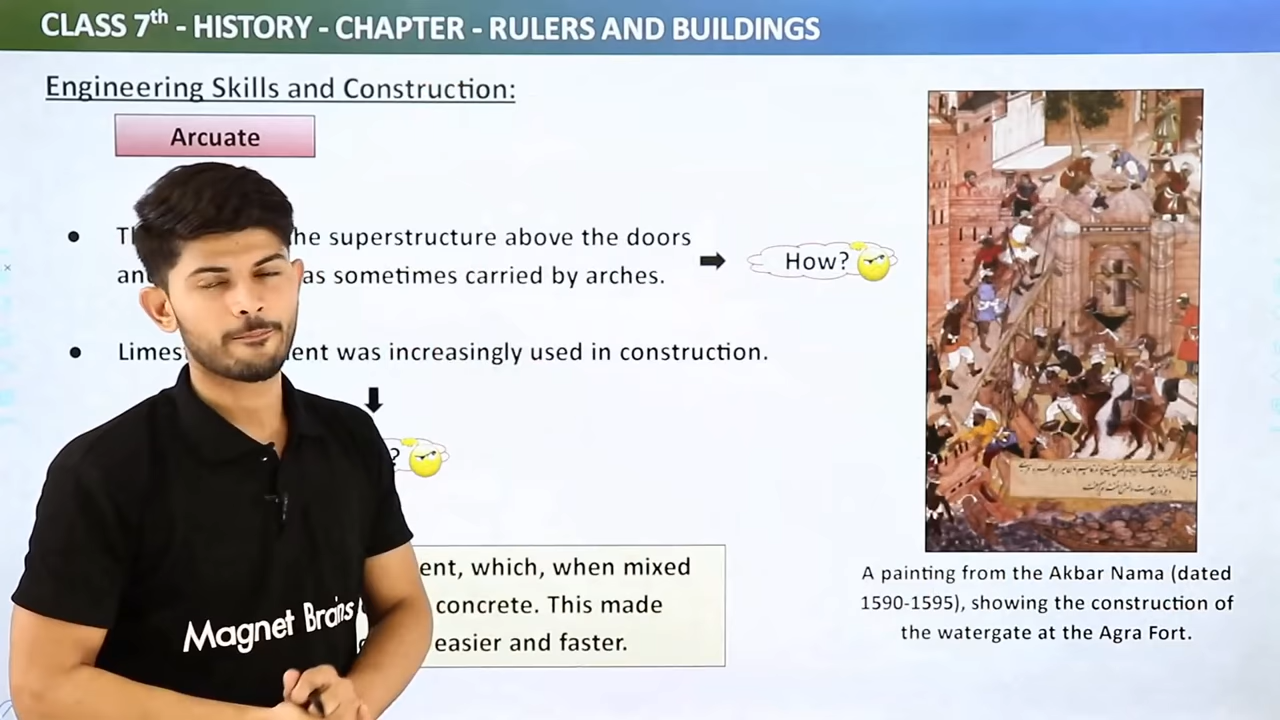 CLASS 7th - HISTORY - CHAPTER - RULERS AND BUILDINGS
Engineering Skills and Construction:
Arcuate
he superstructure above the doors
as sometimes carried by arches.
How?
Limes ent was increasingly used in construction.
?
ent, which, when mixed
concrete. This made
easier and faster.
Magnet Brains
A painting from the Akbar Nama (dated
1590-1595), showing the construction of
the watergate at the Agra Fort.